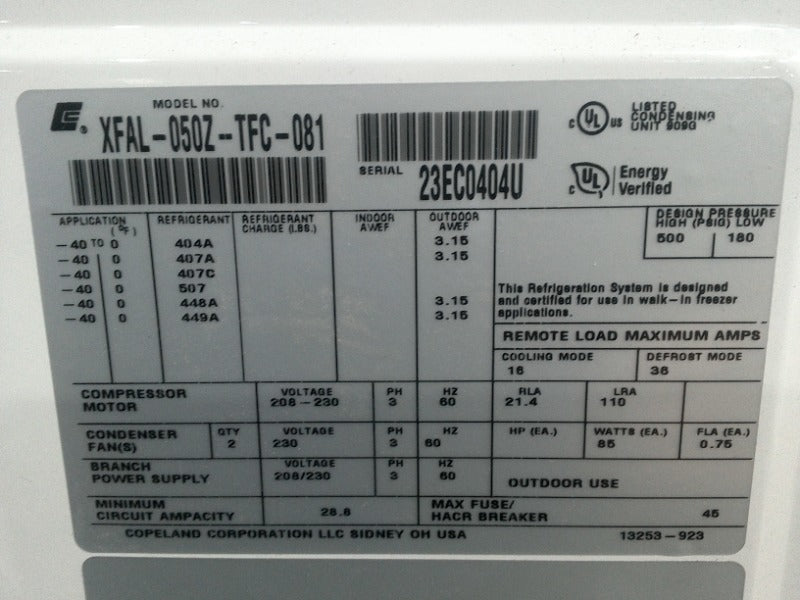 MODEL NO.
XFAL-050Z-TFC-081
SERIAL 23EC0404U
C UL US LISTED CONDENSING UNIT 909G
C UL Energy Verified
APPLICATION (°F) REFRIGERANT REFRIGERANT CHARGE (LBS.) INDOOR AWEF OUTDOOR AWEF
-40 TO 0 404A 3.15
-40 0 407A 3.15
-40 0 407C
-40 0 507
-40 0 448A 3.15
-40 0 449A 3.15
DESIGN PRESSURE
HIGH (PSIG) LOW
500 180
This Refrigeration System is designed
and certified for use in walk-in freezer
applications.
REMOTE LOAD MAXIMUM AMPS
COOLING MODE DEFROST MODE
16 36
COMPRESSOR MOTOR VOLTAGE 208-230 PH 3 HZ 60 RLA 21.4 LRA 110
CONDENSER FAN(S) QTY 2 VOLTAGE 230 PH 3 HZ 60 HP (EA.) WATTS (EA.) 85 FLA (EA.) 0.75
BRANCH POWER SUPPLY VOLTAGE 208/230 PH 3 HZ 60 OUTDOOR USE
MINIMUM CIRCUIT AMPACITY 28.8 MAX FUSE/ HACR BREAKER 45
COPELAND CORPORATION LLC SIDNEY OH USA 13253-923